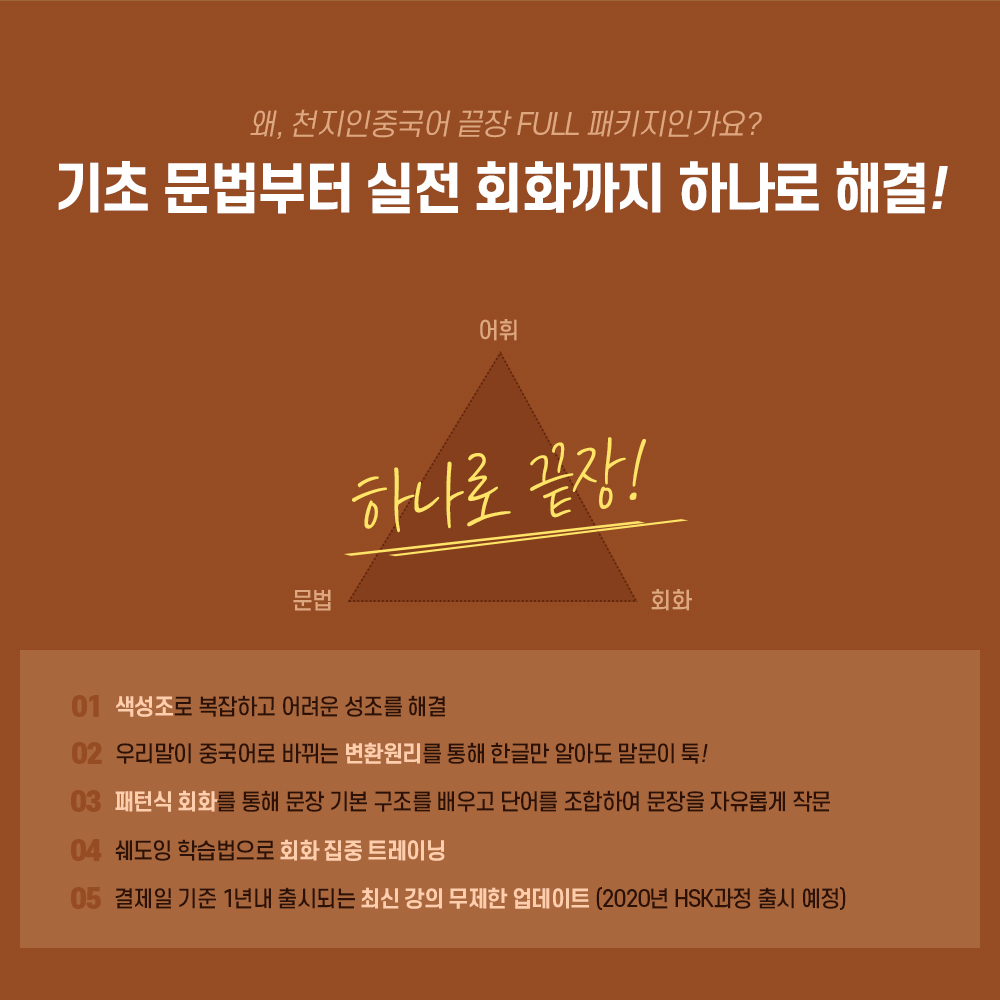 왜, 천지인중국어 끝장 FULL 패키지인가요?
기초 문법부터 실전 회화까지 하나로 해결!
어휘
하나로 끝장!
문법
회화
01 색성조로 복잡하고 어려운 성조를 해결
02 우리말이 중국어로 바뀌는 변환원리를 통해 한글만 알아도 말문이 툭!
03 패턴식 회화를 통해 문장 기본 구조를 배우고 단어를 조합하여 문장을 자유롭게 작문
04 쉐도잉 학습법으로 회화 집중 트레이닝
05 결제일 기준 1년내 출시되는 최신 강의 무제한 업데이트 (2020년 HSK과정 출시 예정)